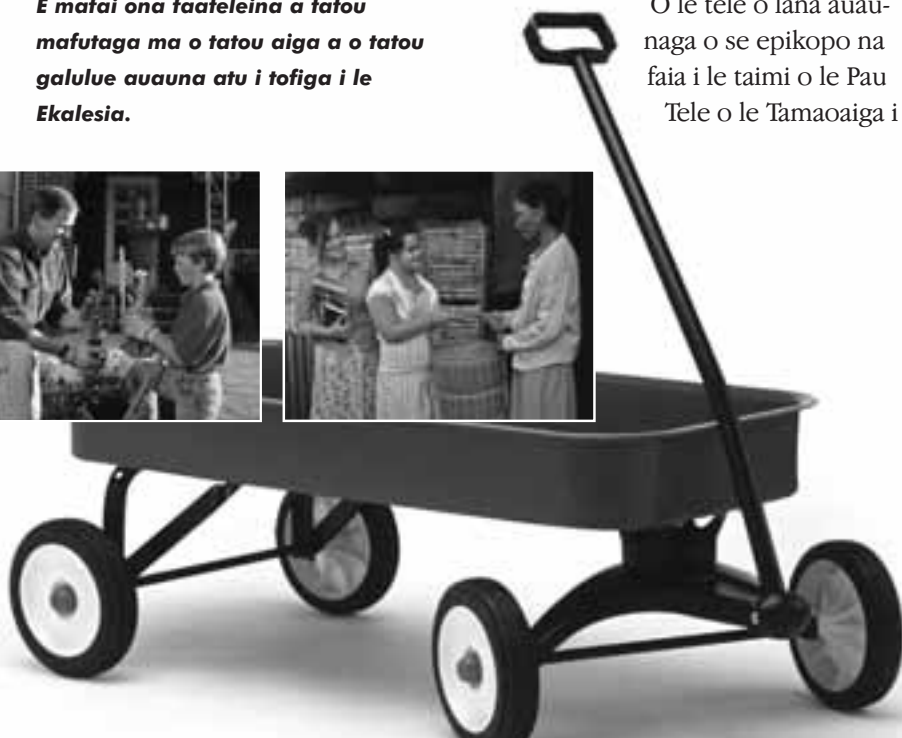 E mafai ona faateleina a tatou
mafutaga ma o tatou aiga a o tatou
galulue auauna atu i tofiga i le
Ekalesia.
O le tele o lana auau-
naga o se epikopo na
faia i le taimi o le Pau
Tele o le Tamaoaiga i